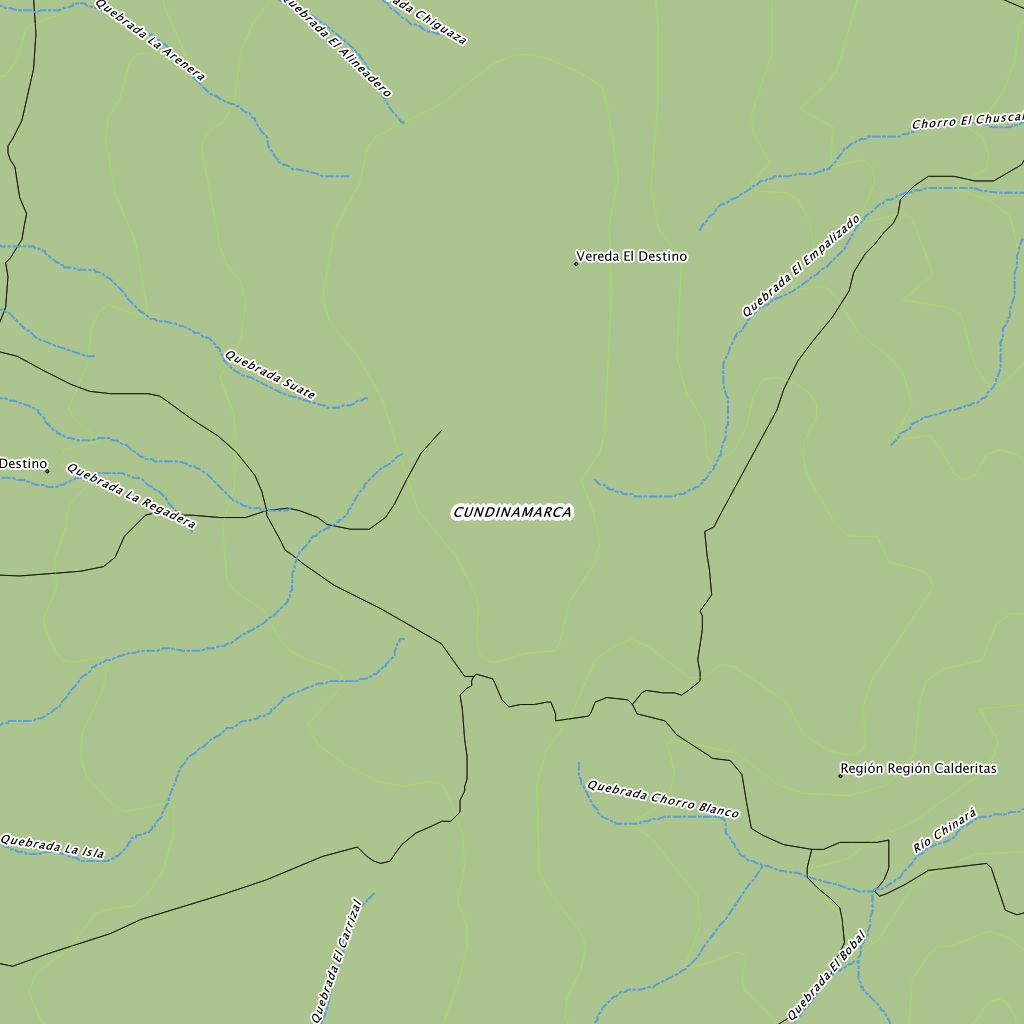 Quebrada La Arenera
Quebrada El Alineadero
ada Chiguaza
Chorro El Chuscal
Vereda El Destino
Quebrada El Empalizado
Quebrada Suate
Destino
Quebrada La Regadera
CUNDINAMARCA
Región Región Calderitas
Quebrada Chorro Blanco
Río Chinará
Quebrada La Isla
Quebrada El Carrizal
Quebrada El Bobal